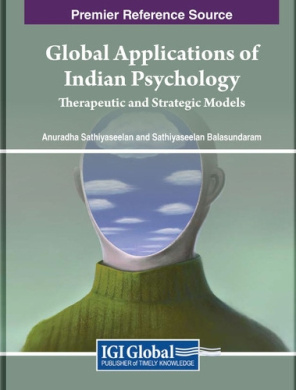 Premier Reference Source
Global Applications of
Indian Psychology
Therapeutic and Strategic Models
Anuradha Sathiyaseelan and Sathiyaseelan Balasundaram
IGI Global
PUBLISHER of TIMELY KNOWLEDGE